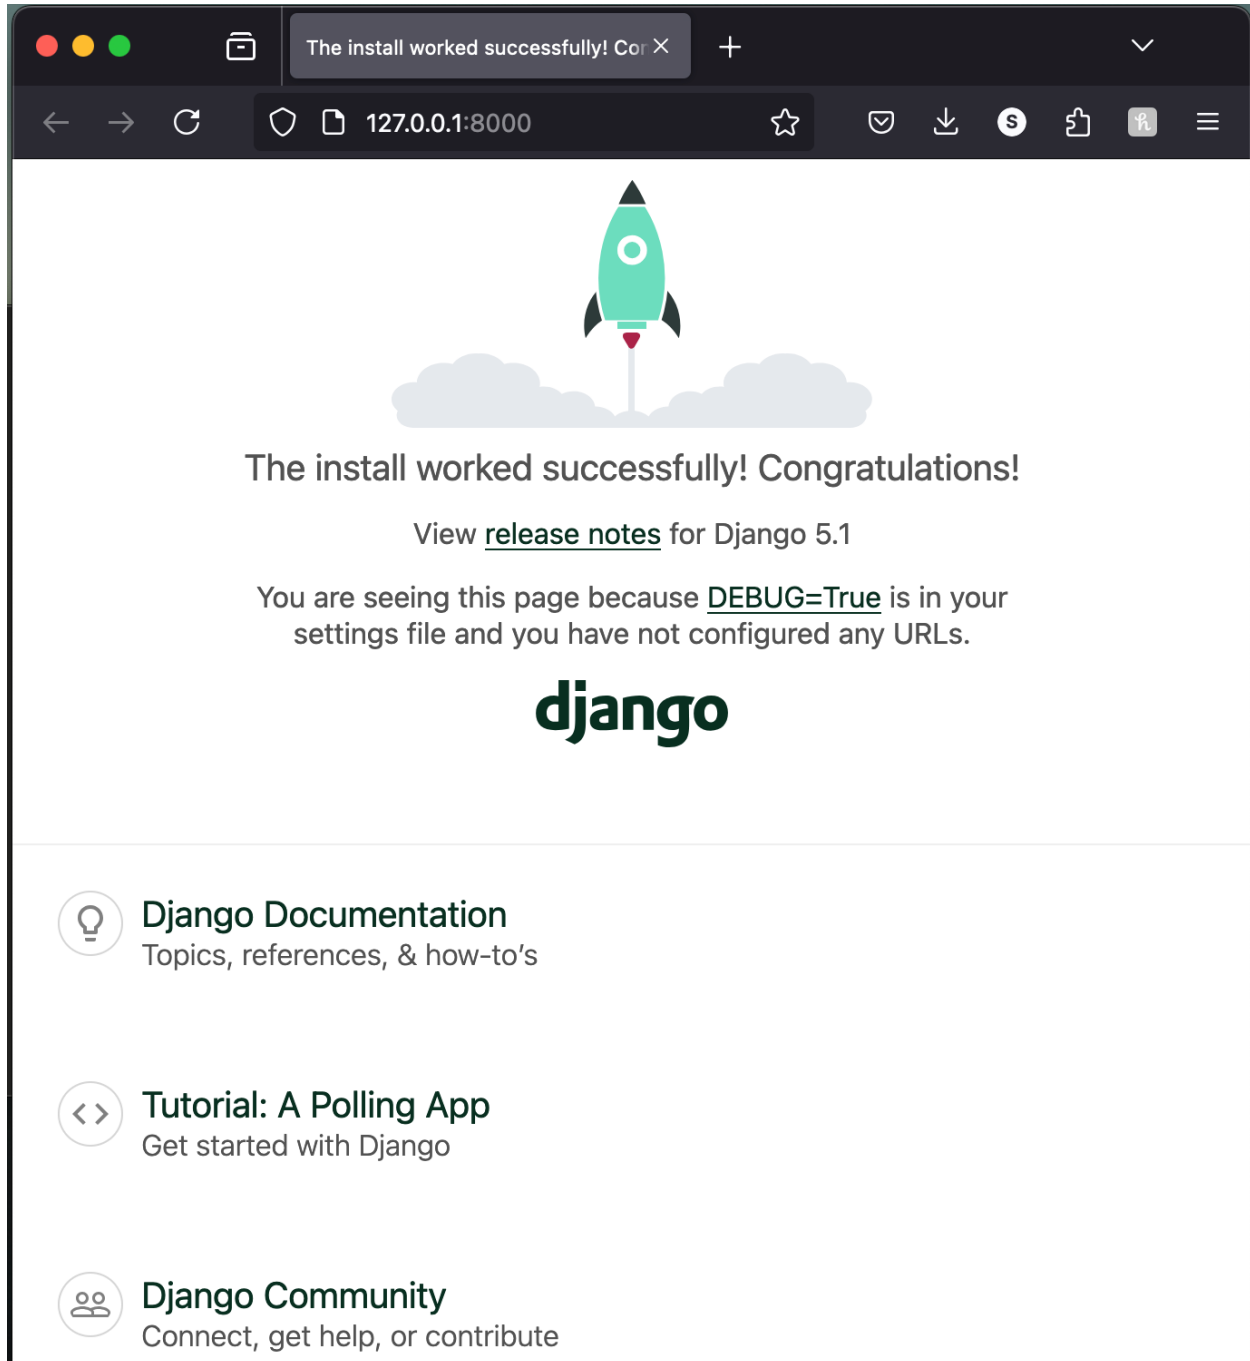 The install worked successfully! Cor
127.0.0.1:8000
S
h
The install worked successfully! Congratulations!
View release notes for Django 5.1
You are seeing this page because DEBUG=True is in your
settings file and you have not configured any URLs.
django
Django Documentation
Topics, references, & how-to’s
Tutorial: A Polling App
Get started with Django
Django Community
Connect, get help, or contribute